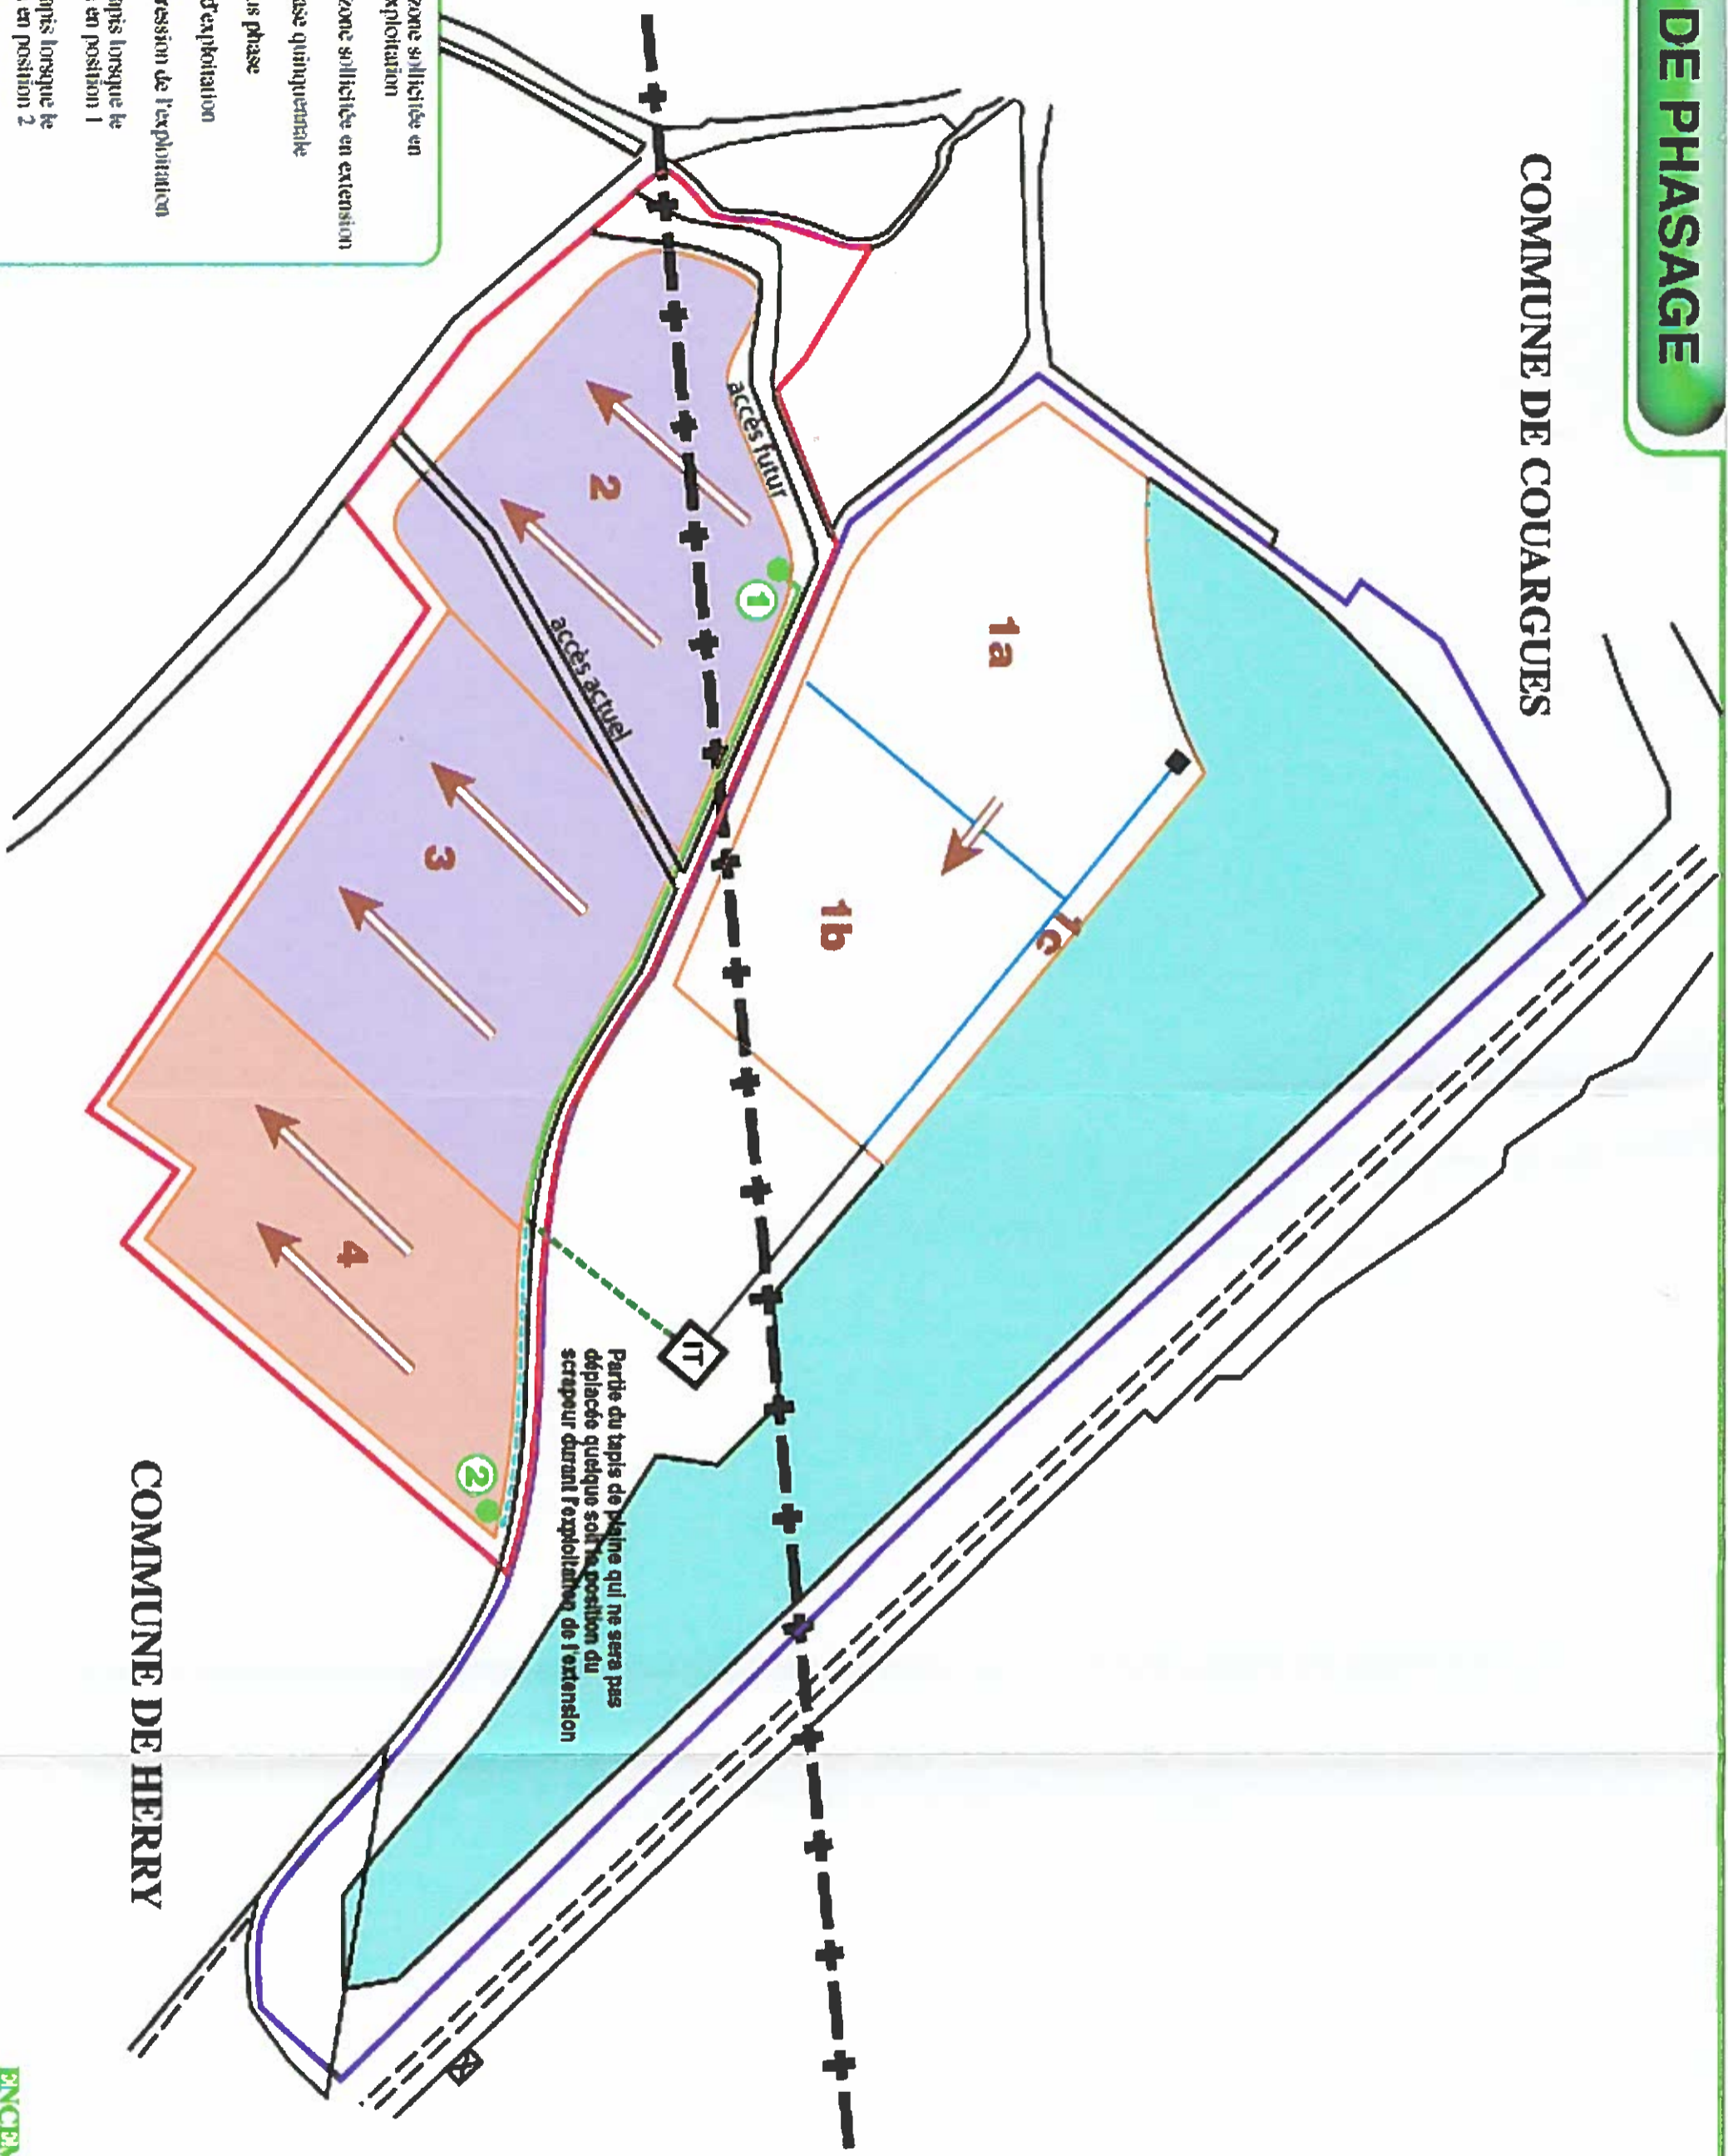 DE PHASAGE
COMMUNE DE COUARGUES
1a
1b
1c
accès futur
2
1
accès actuel
3
4
2
IT
Partie du tapis de plaine qui ne sera pas
déplacée quelque soit la position du
scrapeur durant l'exploitation de l'extension
COMMUNE DE HERRY
zone sollicitée en
xploitation
zone sollicitée en extension
ase quinquennale
us phase
d'exploitation
ression de l'exploitation
apis lorsque le
en position 1
apis lorsque le
en position 2
ENCEM